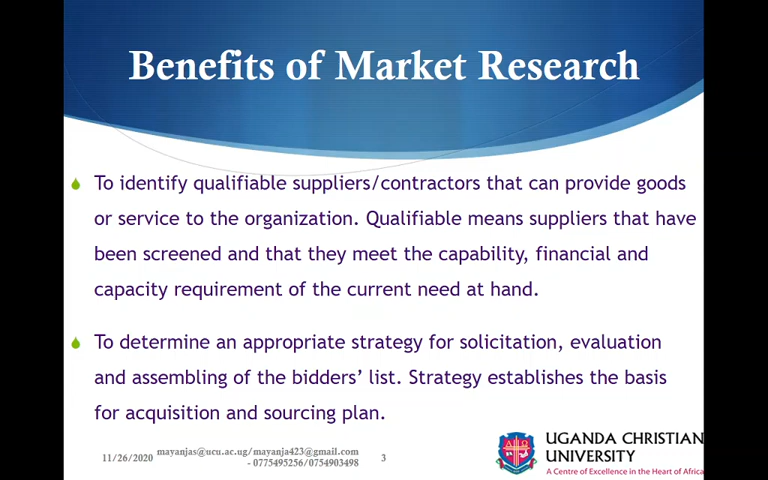 Benefits of Market Research
To identify qualifiable suppliers/contractors that can provide goods
or service to the organization. Qualifiable means suppliers that have
been screened and that they meet the capability, financial and
capacity requirement of the current need at hand.
To determine an appropriate strategy for solicitation, evaluation
and assembling of the bidders’ list. Strategy establishes the basis
for acquisition and sourcing plan.
11/26/2020
mayanjas@ucu.ac.ug/mayanja423@gmail.com
- 0775495256/0754903498
3
UGANDA CHRISTIAN
UNIVERSITY
A Centre of Excellence in the Heart of Africa